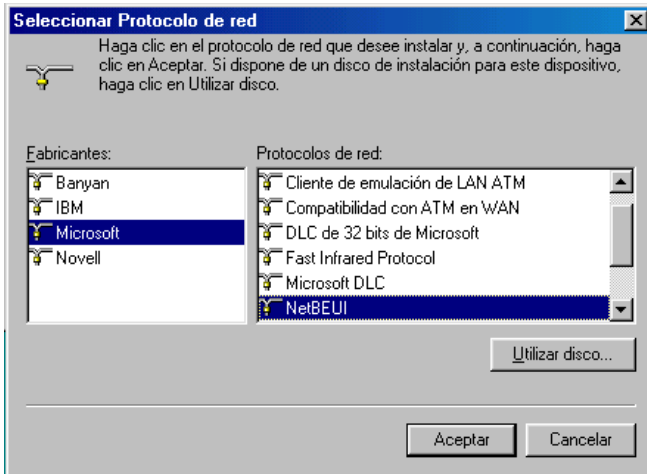 Seleccionar Protocolo de red
Haga clic en el protocolo de red que desee instalar y, a continuación, haga
clic en Aceptar. Si dispone de un disco de instalación para este dispositivo,
haga clic en Utilizar disco.
Fabricantes:
Banyan
IBM
Microsoft
Novell
Protocolos de red:
Cliente de emulación de LAN ATM
Compatibilidad con ATM en WAN
DLC de 32 bits de Microsoft
Fast Infrared Protocol
Microsoft DLC
NetBEUI
Utilizar disco...
Aceptar
Cancelar